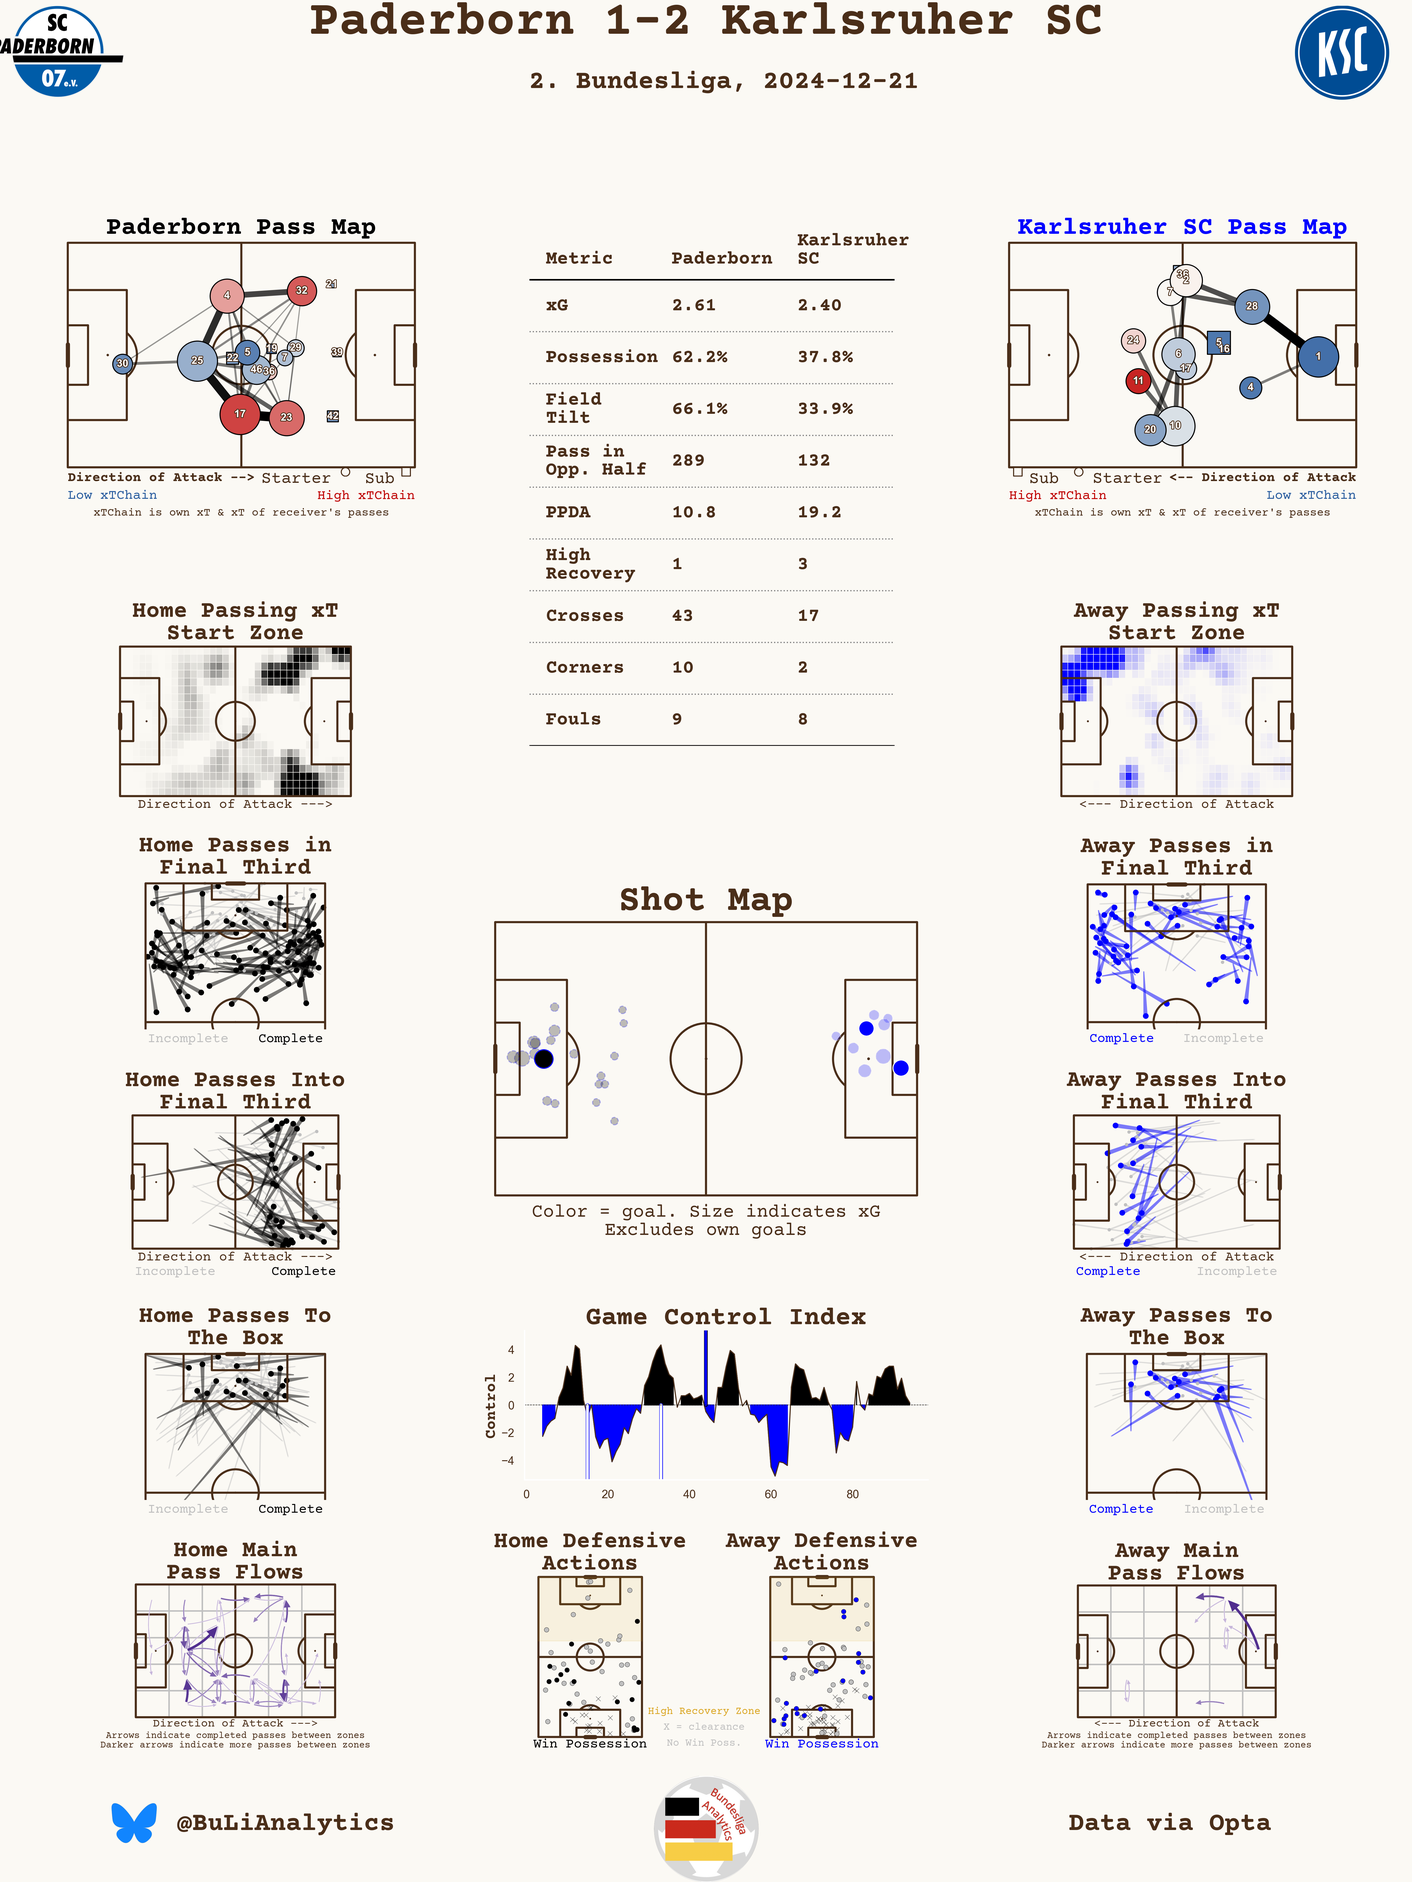 Paderborn 1-2 Karlsruher SC
2. Bundesliga, 2024-12-21
SC
PADERBORN
07 e.V.
KSC
Paderborn Pass Map
4
32
21
30
25
22
5
19
29
7
39
46
36
17
23
42
Direction of Attack --> Starter Sub
Low xTChain High xTChain
xTChain is own xT & xT of receiver's passes
Metric Paderborn Karlsruher SC
xG 2.61 2.40
Possession 62.2% 37.8%
Field Tilt 66.1% 33.9%
Pass in Opp. Half 289 132
PPDA 10.8 19.2
High Recovery 1 3
Crosses 43 17
Corners 10 2
Fouls 9 8
Karlsruher SC Pass Map
36
2
7
28
24
6
5
16
1
17
11
4
20
10
Sub Starter <-- Direction of Attack
High xTChain Low xTChain
xTChain is own xT & xT of receiver's passes
Home Passing xT
Start Zone
Direction of Attack --->
Away Passing xT
Start Zone
<--- Direction of Attack
Home Passes in
Final Third
Incomplete Complete
Away Passes in
Final Third
Complete Incomplete
Shot Map
Color = goal. Size indicates xG
Excludes own goals
Home Passes Into
Final Third
Direction of Attack --->
Incomplete Complete
Away Passes Into
Final Third
<--- Direction of Attack
Complete Incomplete
Home Passes To
The Box
Incomplete Complete
Game Control Index
Control
4
2
0
−2
−4
0 20 40 60 80
Away Passes To
The Box
Complete Incomplete
Home Main
Pass Flows
Direction of Attack --->
Arrows indicate completed passes between zones
Darker arrows indicate more passes between zones
Home Defensive
Actions
Win Possession
High Recovery Zone
X = clearance
No Win Poss.
Away Defensive
Actions
Win Possession
Away Main
Pass Flows
<--- Direction of Attack
Arrows indicate completed passes between zones
Darker arrows indicate more passes between zones
@BuLiAnalytics
Bundesliga
Analytics
Data via Opta